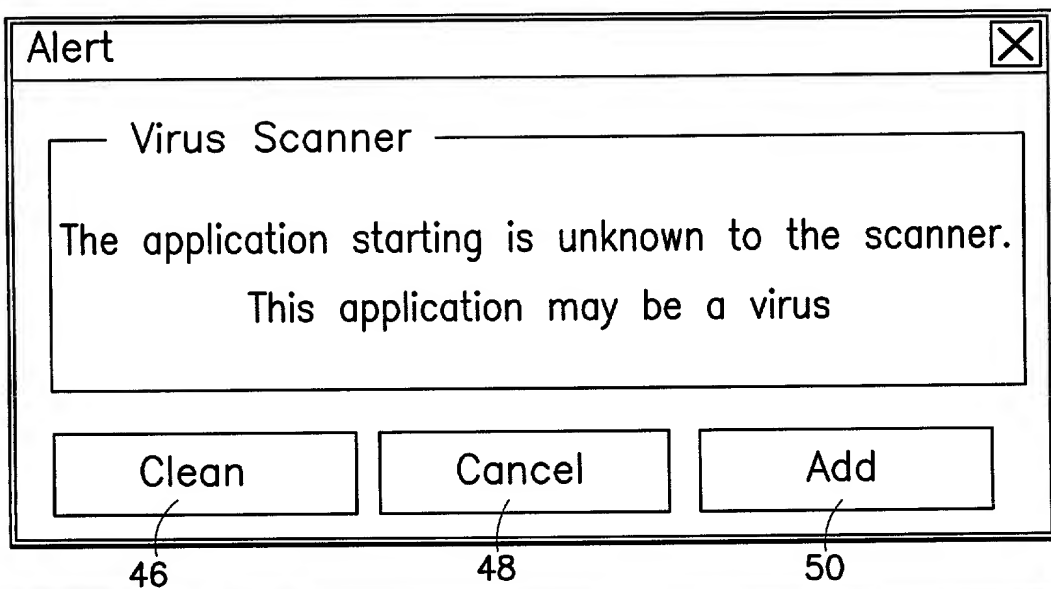 Alert
Virus Scanner
The application starting is unknown to the scanner.
This application may be a virus
Clean Cancel Add
46 48 50